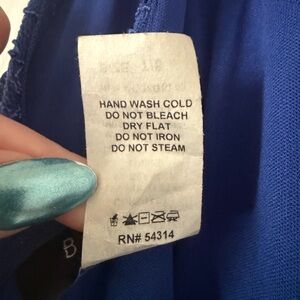 HAND WASH COLD
DO NOT BLEACH
DRY FLAT
DO NOT IRON
DO NOT STEAM
RN# 54314
B